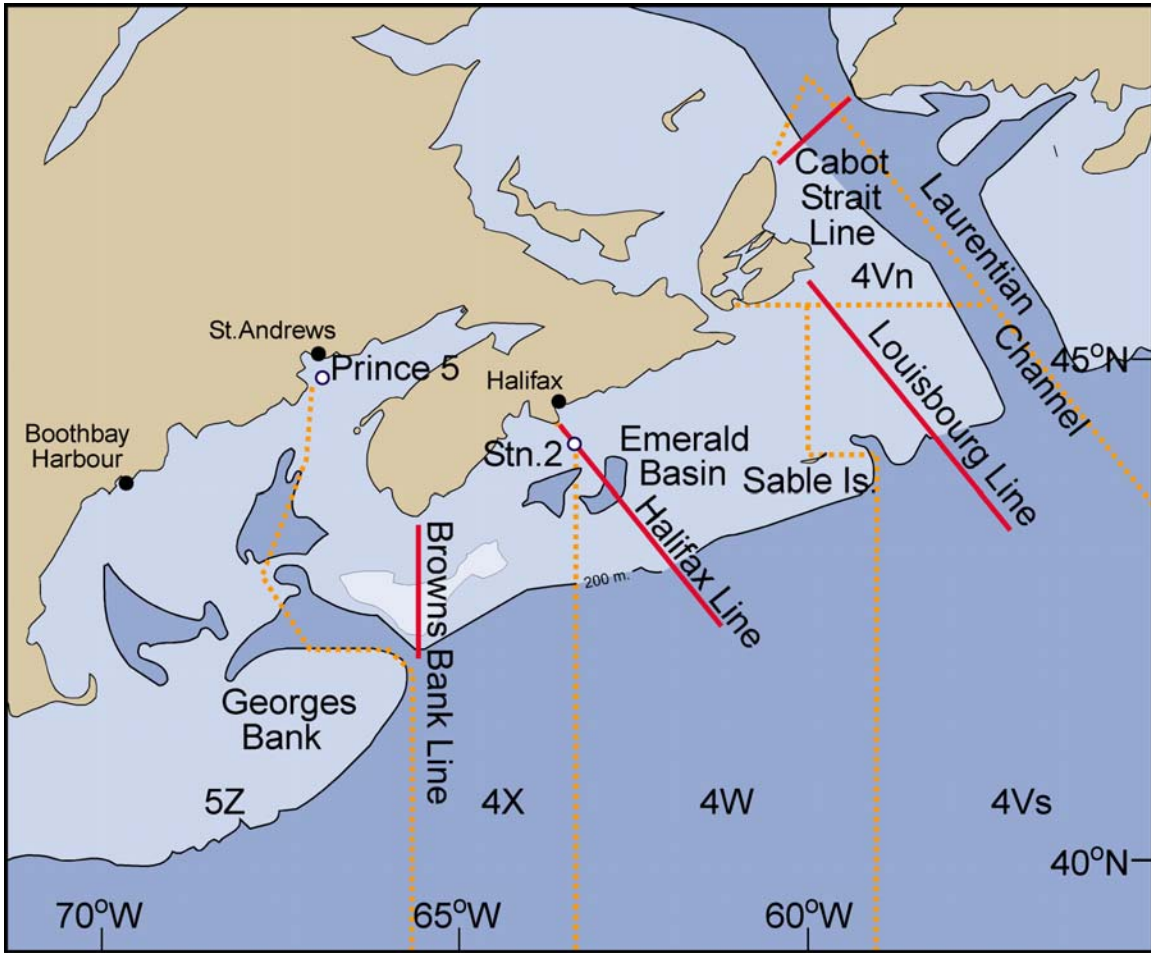 Cabot
Strait
Line
Laurentian
Channel
4Vn
St.Andrews
Prince 5
45°N
Halifax
Louisbourg Line
Boothbay
Harbour
Stn.2
Emerald
Basin
Sable Is.
Halifax Line
Browns Bank Line
200 m.
Georges
Bank
5Z
4X
4W
4Vs
40°N
70°W
65°W
60°W